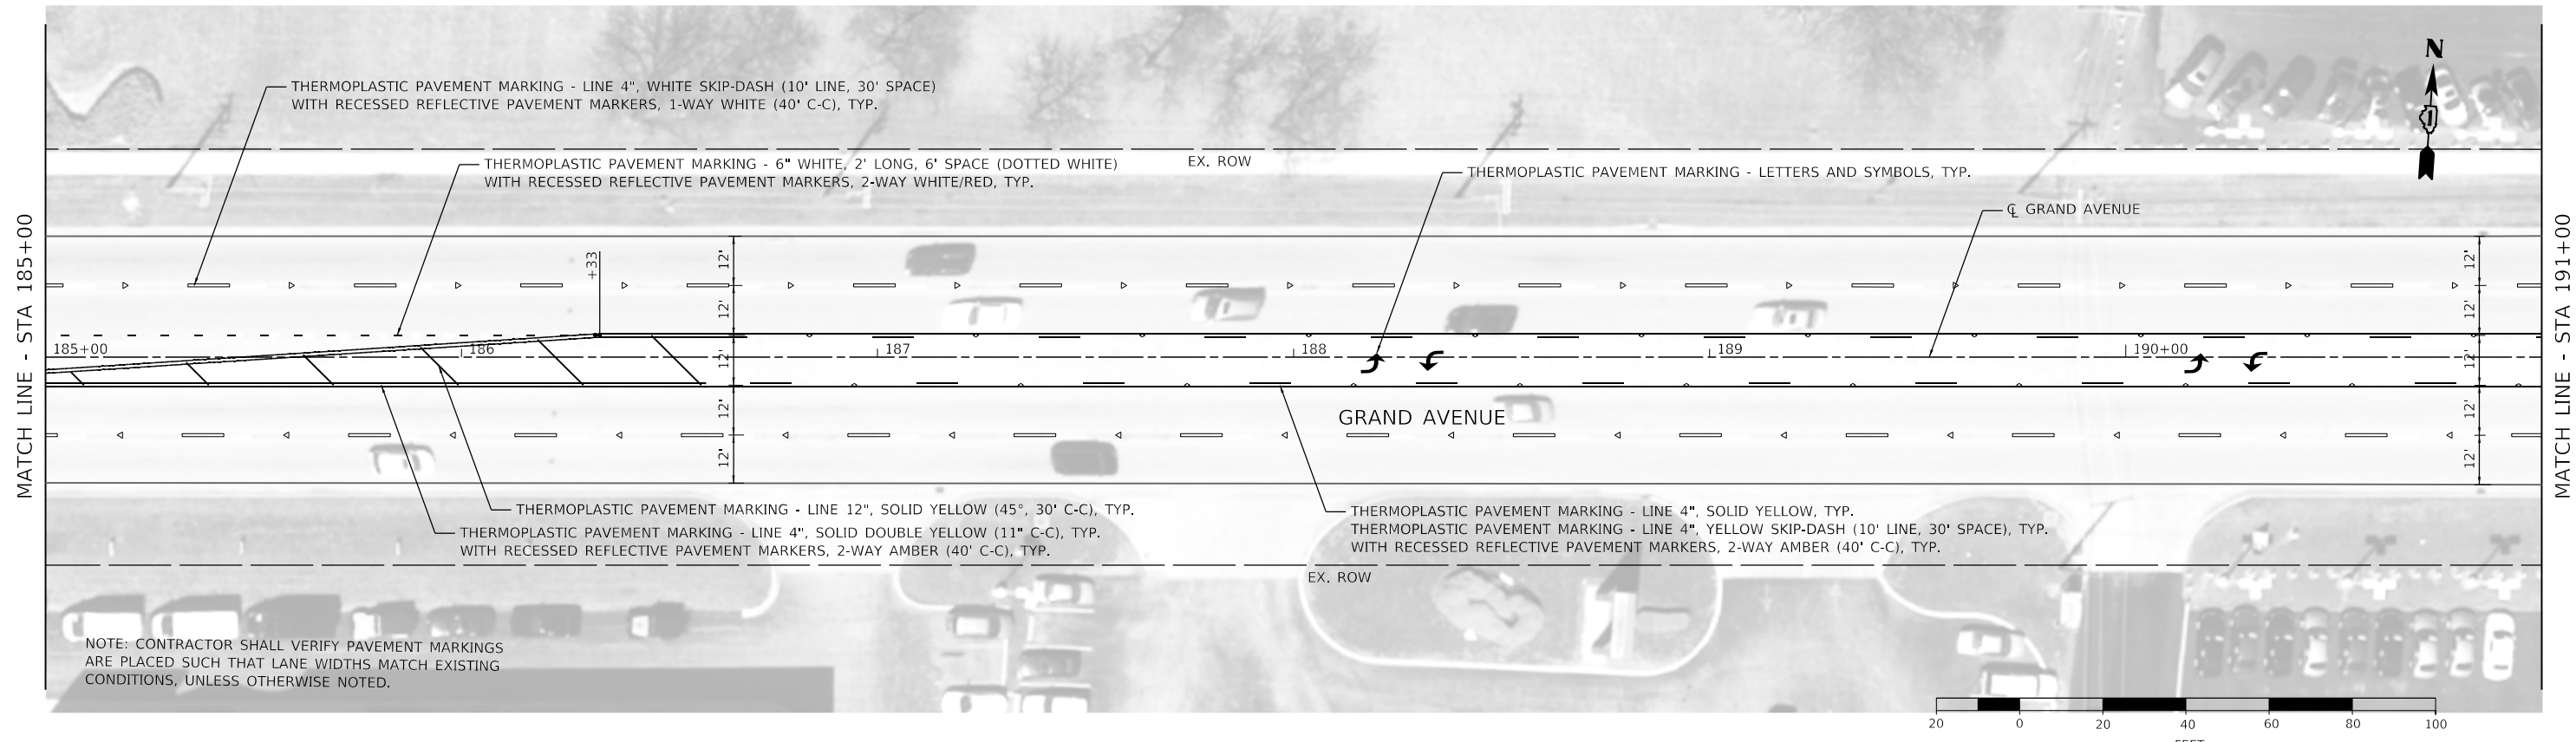 N
THERMOPLASTIC PAVEMENT MARKING - LINE 4", WHITE SKIP-DASH (10' LINE, 30' SPACE)
WITH RECESSED REFLECTIVE PAVEMENT MARKERS, 1-WAY WHITE (40' C-C), TYP.
THERMOPLASTIC PAVEMENT MARKING - 6" WHITE, 2' LONG, 6' SPACE (DOTTED WHITE)
WITH RECESSED REFLECTIVE PAVEMENT MARKERS, 2-WAY WHITE/RED, TYP.
EX. ROW
THERMOPLASTIC PAVEMENT MARKING - LETTERS AND SYMBOLS, TYP.
℄ GRAND AVENUE
MATCH LINE - STA 185+00
MATCH LINE - STA 191+00
+33
12'
12'
12'
12'
12'
12'
12'
12'
12'
12'
185+00
186
187
188
189
190+00
GRAND AVENUE
THERMOPLASTIC PAVEMENT MARKING - LINE 12", SOLID YELLOW (45°, 30' C-C), TYP.
THERMOPLASTIC PAVEMENT MARKING - LINE 4", SOLID DOUBLE YELLOW (11" C-C), TYP.
WITH RECESSED REFLECTIVE PAVEMENT MARKERS, 2-WAY AMBER (40' C-C), TYP.
THERMOPLASTIC PAVEMENT MARKING - LINE 4", SOLID YELLOW, TYP.
THERMOPLASTIC PAVEMENT MARKING - LINE 4", YELLOW SKIP-DASH (10' LINE, 30' SPACE), TYP.
WITH RECESSED REFLECTIVE PAVEMENT MARKERS, 2-WAY AMBER (40' C-C), TYP.
EX. ROW
NOTE: CONTRACTOR SHALL VERIFY PAVEMENT MARKINGS
ARE PLACED SUCH THAT LANE WIDTHS MATCH EXISTING
CONDITIONS, UNLESS OTHERWISE NOTED.
20 0 20 40 60 80 100